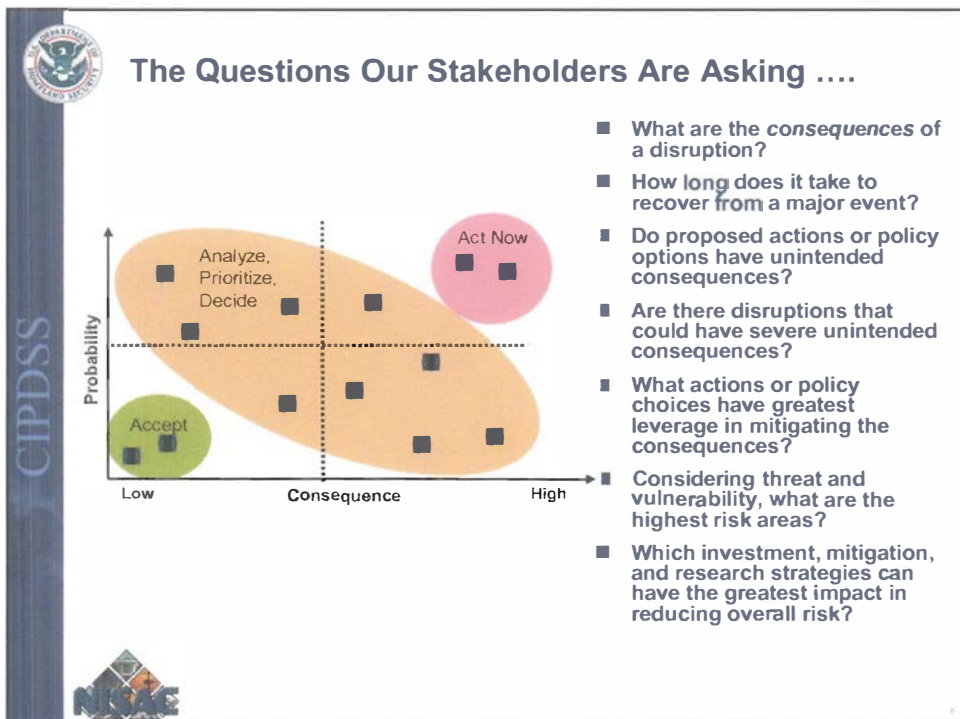 U.S. DEPARTMENT OF
HOMELAND SECURITY
The Questions Our Stakeholders Are Asking ....
CIPDSS
Probability
Analyze,
Prioritize,
Decide
Act Now
Accept
Low
Consequence
High
■ What are the consequences of
a disruption?
■ How long does it take to
recover from a major event?
■ Do proposed actions or policy
options have unintended
consequences?
■ Are there disruptions that
could have severe unintended
consequences?
■ What actions or policy
choices have greatest
leverage in mitigating the
consequences?
■ Considering threat and
vulnerability, what are the
highest risk areas?
■ Which investment, mitigation,
and research strategies can
have the greatest impact in
reducing overall risk?
NISAC